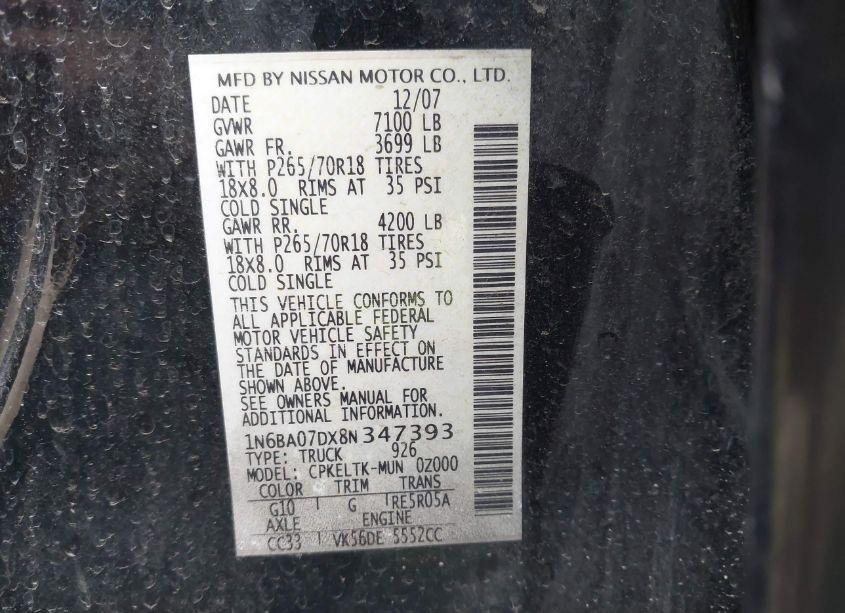 MFD BY NISSAN MOTOR CO., LTD.
DATE 12/07
GVWR 7100 LB
GAWR FR. 3699 LB
WITH P265/70R18 TIRES
18X8.0 RIMS AT 35 PSI
COLD SINGLE
GAWR RR. 4200 LB
WITH P265/70R18 TIRES
18X8.0 RIMS AT 35 PSI
COLD SINGLE
THIS VEHICLE CONFORMS TO
ALL APPLICABLE FEDERAL
MOTOR VEHICLE SAFETY
STANDARDS IN EFFECT ON
THE DATE OF MANUFACTURE
SHOWN ABOVE.
SEE OWNERS MANUAL FOR
ADDITIONAL INFORMATION.
1N6BA07DX8N347393
TYPE: TRUCK 926
MODEL: CPKELTK-MUN 0Z000
COLOR TRIM TRANS
G10 G RE5R05A
AXLE ENGINE
CC33 VK56DE 5552CC